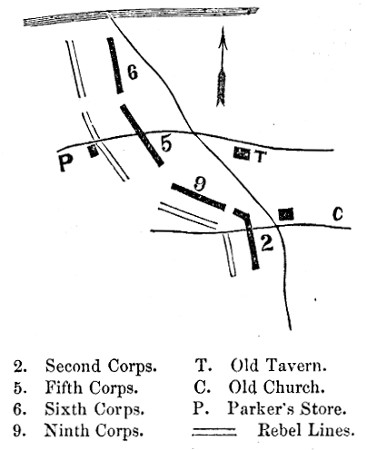 6
5
P
T
9
C
2
2. Second Corps. T. Old Tavern.
5. Fifth Corps. C. Old Church.
6. Sixth Corps. P. Parker's Store.
9. Ninth Corps. Rebel Lines.